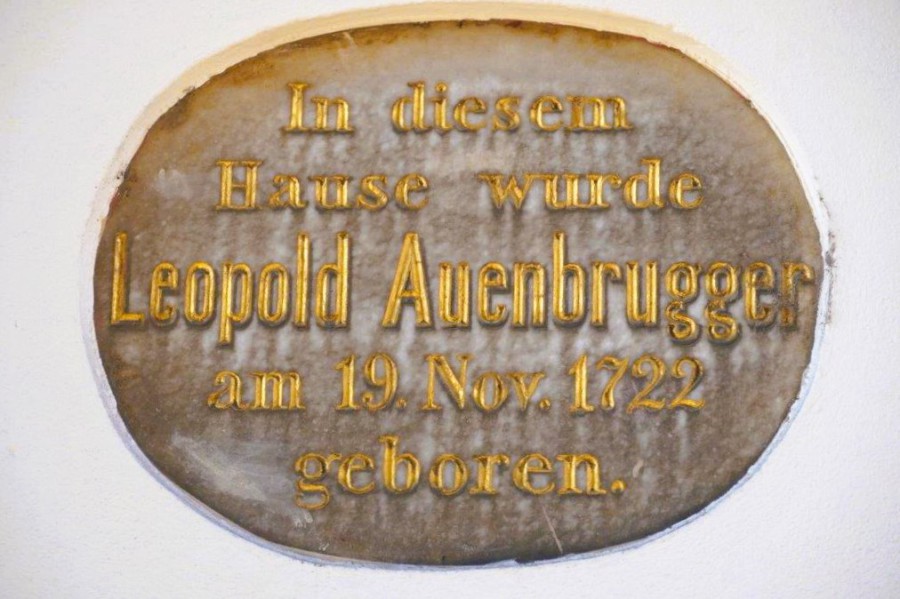 In diesem
Hause wurde
Leopold Auenbrugger
am 19. Nov. 1722
geboren.